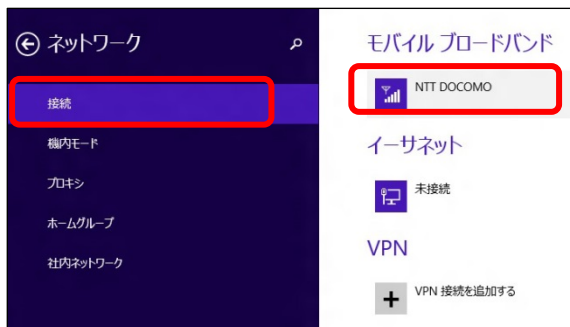 ネットワーク
接続
機内モード
プロキシ
ホームグループ
社内ネットワーク
モバイル ブロードバンド
NTT DOCOMO
イーサネット
未接続
VPN
VPN 接続を追加する